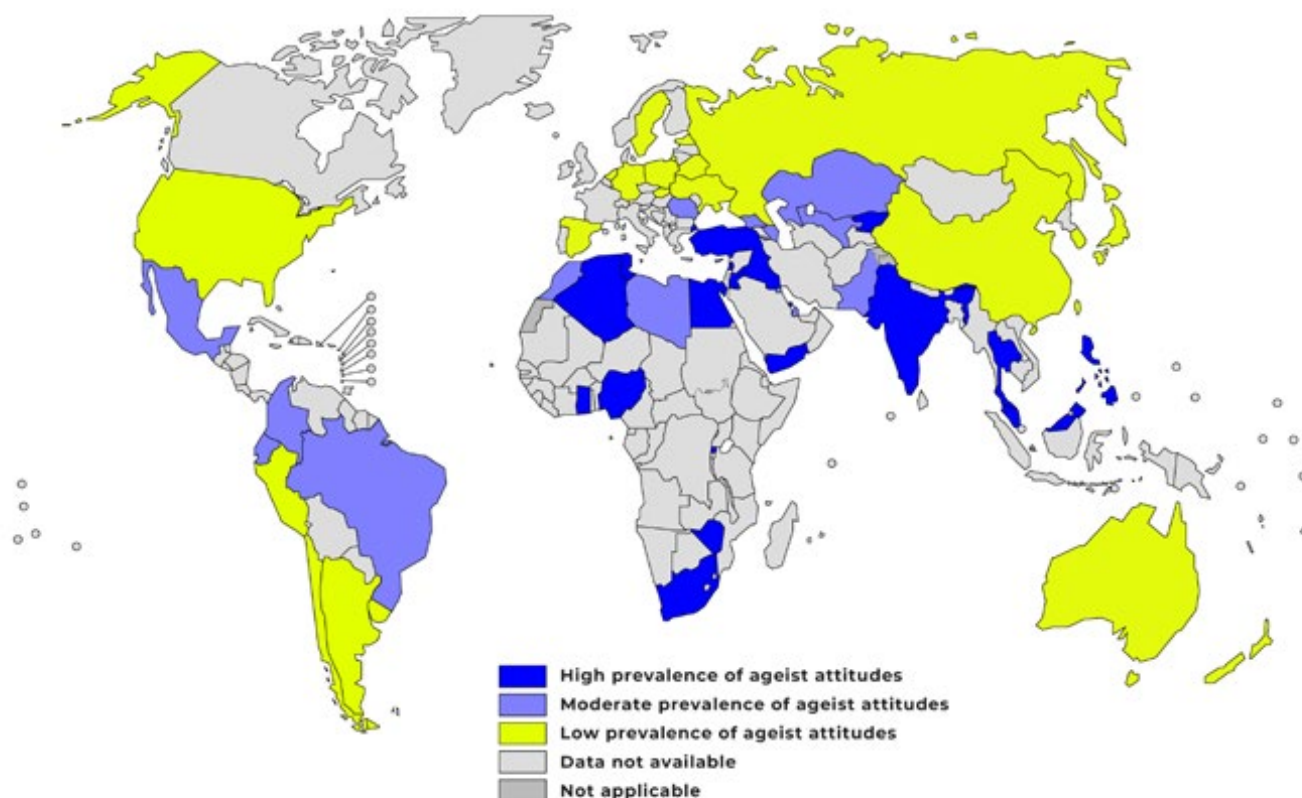 High prevalence of ageist attitudes
Moderate prevalence of ageist attitudes
Low prevalence of ageist attitudes
Data not available
Not applicable